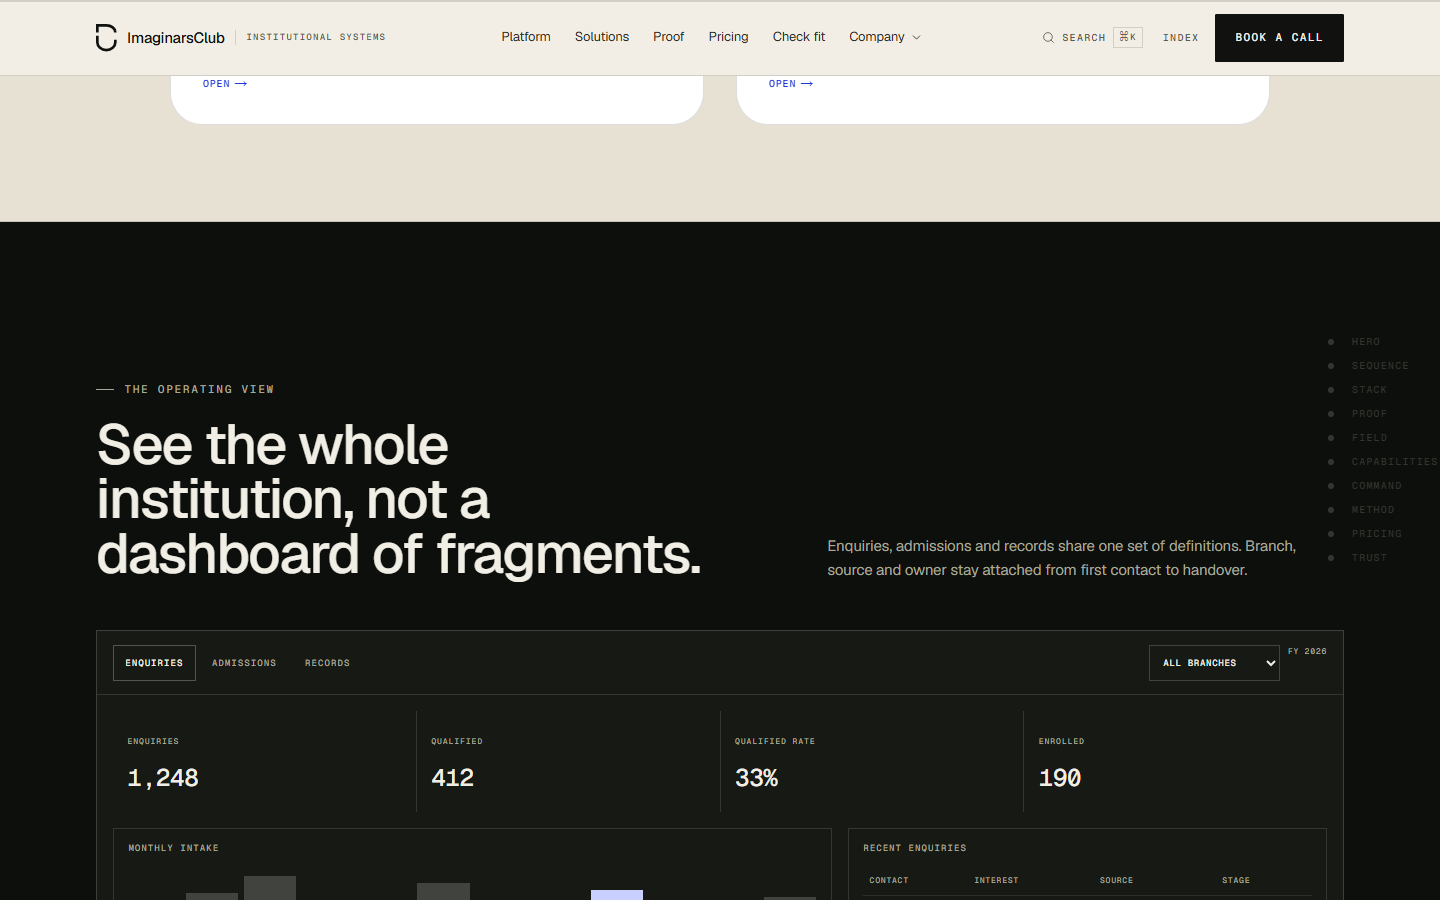 ImaginarsClub
INSTITUTIONAL SYSTEMS
Platform
Solutions
Proof
Pricing
Check fit
Company
SEARCH ⌘K
INDEX
BOOK A CALL
OPEN →
OPEN →
HERO
SEQUENCE
STACK
PROOF
FIELD
CAPABILITIES
COMMAND
METHOD
PRICING
TRUST
THE OPERATING VIEW
See the whole
institution, not a
dashboard of fragments.
Enquiries, admissions and records share one set of definitions. Branch,
source and owner stay attached from first contact to handover.
ENQUIRIES
ADMISSIONS
RECORDS
ALL BRANCHES
FY 2026
ENQUIRIES
1,248
QUALIFIED
412
QUALIFIED RATE
33%
ENROLLED
190
MONTHLY INTAKE
RECENT ENQUIRIES
CONTACT
INTEREST
SOURCE
STAGE